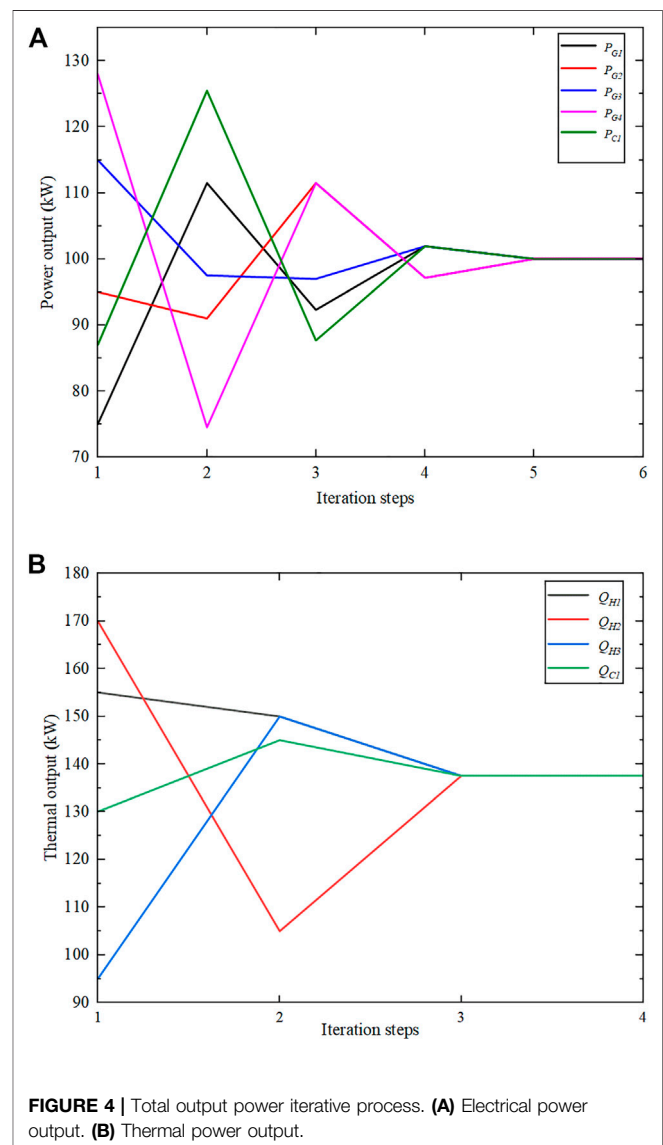 A
P_G1
P_G2
P_G3
P_G4
P_C1
130
125
120
115
110
100
90
80
70
Power output (kW)
1 2 3 4 5 6
Iteration steps
B
Q_H1
Q_H2
Q_H3
Q_C1
180
170
160
150
140
130
120
110
100
90
Thermal output (kW)
1 2 3 4
Iteration steps
FIGURE 4 | Total output power iterative process. (A) Electrical power
output. (B) Thermal power output.